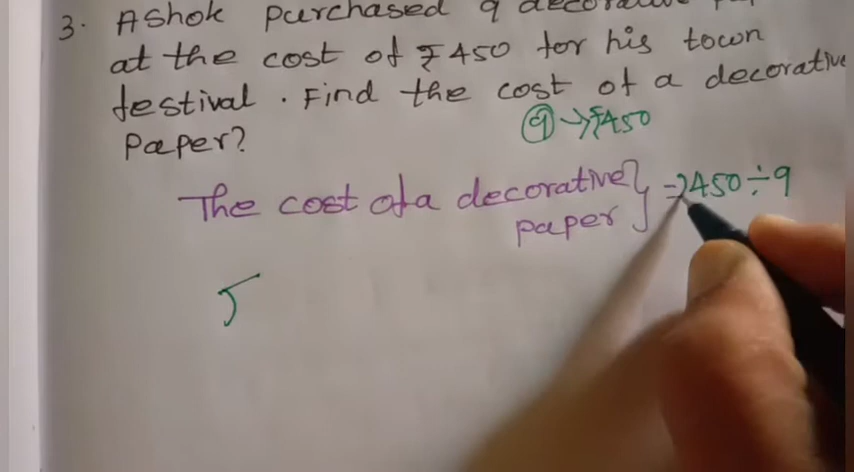 3. Ashok purchased 9
at the cost of ₹450 for his town
festival. Find the cost of a decorative
Paper?
9 → ₹450
The cost of a decorative
paper } = 450 ÷ 9